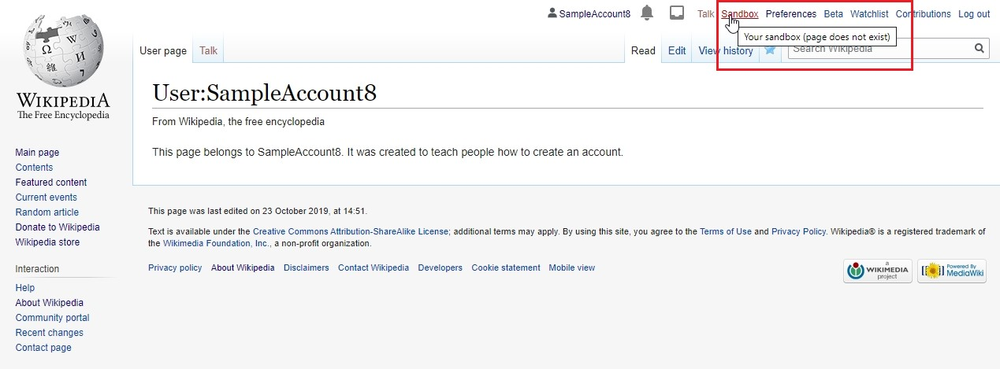 SampleAccount8 Talk Sandbox Preferences Beta Watchlist Contributions Log out
Your sandbox (page does not exist)
User page Talk Read Edit View history Search Wikipedia
Ω W И 維
WIKIPEDIA
The Free Encyclopedia
User:SampleAccount8
From Wikipedia, the free encyclopedia
This page belongs to SampleAccount8. It was created to teach people how to create an account.
Main page
Contents
Featured content
Current events
Random article
Donate to Wikipedia
Wikipedia store
Interaction
Help
About Wikipedia
Community portal
Recent changes
Contact page
This page was last edited on 23 October 2019, at 14:51.
Text is available under the Creative Commons Attribution-ShareAlike License; additional terms may apply. By using this site, you agree to the Terms of Use and Privacy Policy. Wikipedia® is a registered trademark of
the Wikimedia Foundation, Inc., a non-profit organization.
Privacy policy About Wikipedia Disclaimers Contact Wikipedia Developers Cookie statement Mobile view
a
WIKIMEDIA
project
Powered By
MediaWiki